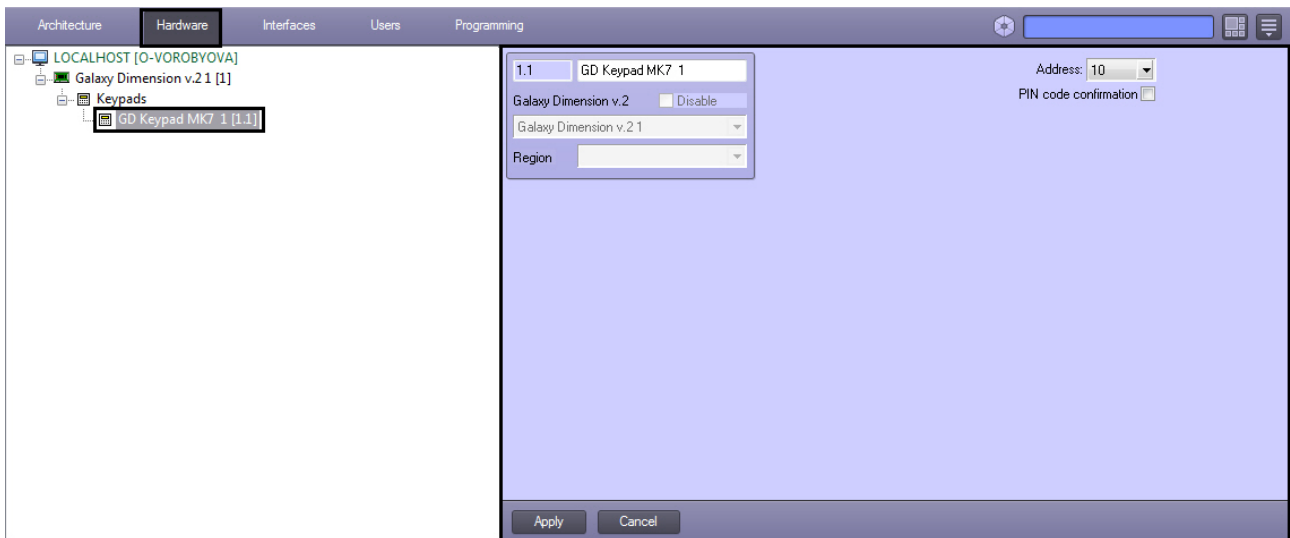 Architecture Hardware Interfaces Users Programming
LOCALHOST [O-VOROBYOVA]
Galaxy Dimension v.2 1 [1]
Keypads
GD Keypad MK7 1 [1.1]
1.1 GD Keypad MK7 1
Galaxy Dimension v.2 Disable
Galaxy Dimension v.2 1
Region
Address: 10
PIN code confirmation
Apply Cancel